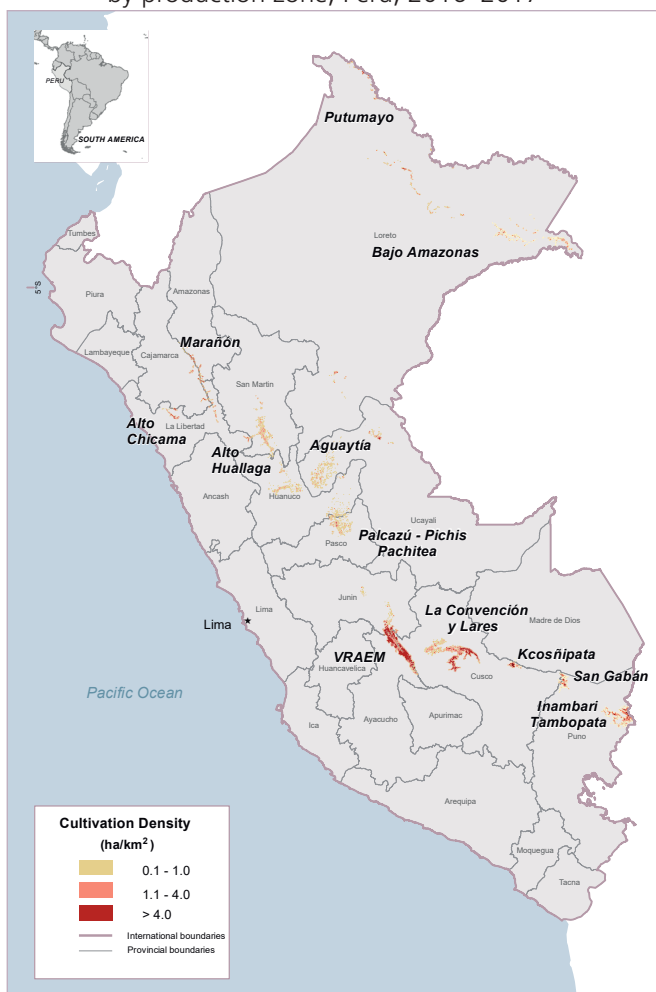 by production zone, Peru, 2016–2017
PERU
SOUTH AMERICA
Putumayo
Loreto
Bajo Amazonas
Tumbes
5°S
Piura
Amazonas
Lambayeque
Cajamarca
Marañón
San Martin
Alto
Chicama
La Libertad
Alto
Huallaga
Aguaytía
Ancash
Huanuco
Ucayali
Palcazú - Pichis
Pachitea
Pasco
Lima
Lima
Junin
La Convención
y Lares
Madre de Dios
VRAEM
Huancavelica
Kcosñipata
Cusco
San Gabán
Pacific Ocean
Inambari
Tambopata
Ica
Ayacucho
Apurimac
Puno
Arequipa
Moquegua
Tacna
Cultivation Density
(ha/km²)
0.1 - 1.0
1.1 - 4.0
> 4.0
International boundaries
Provincial boundaries